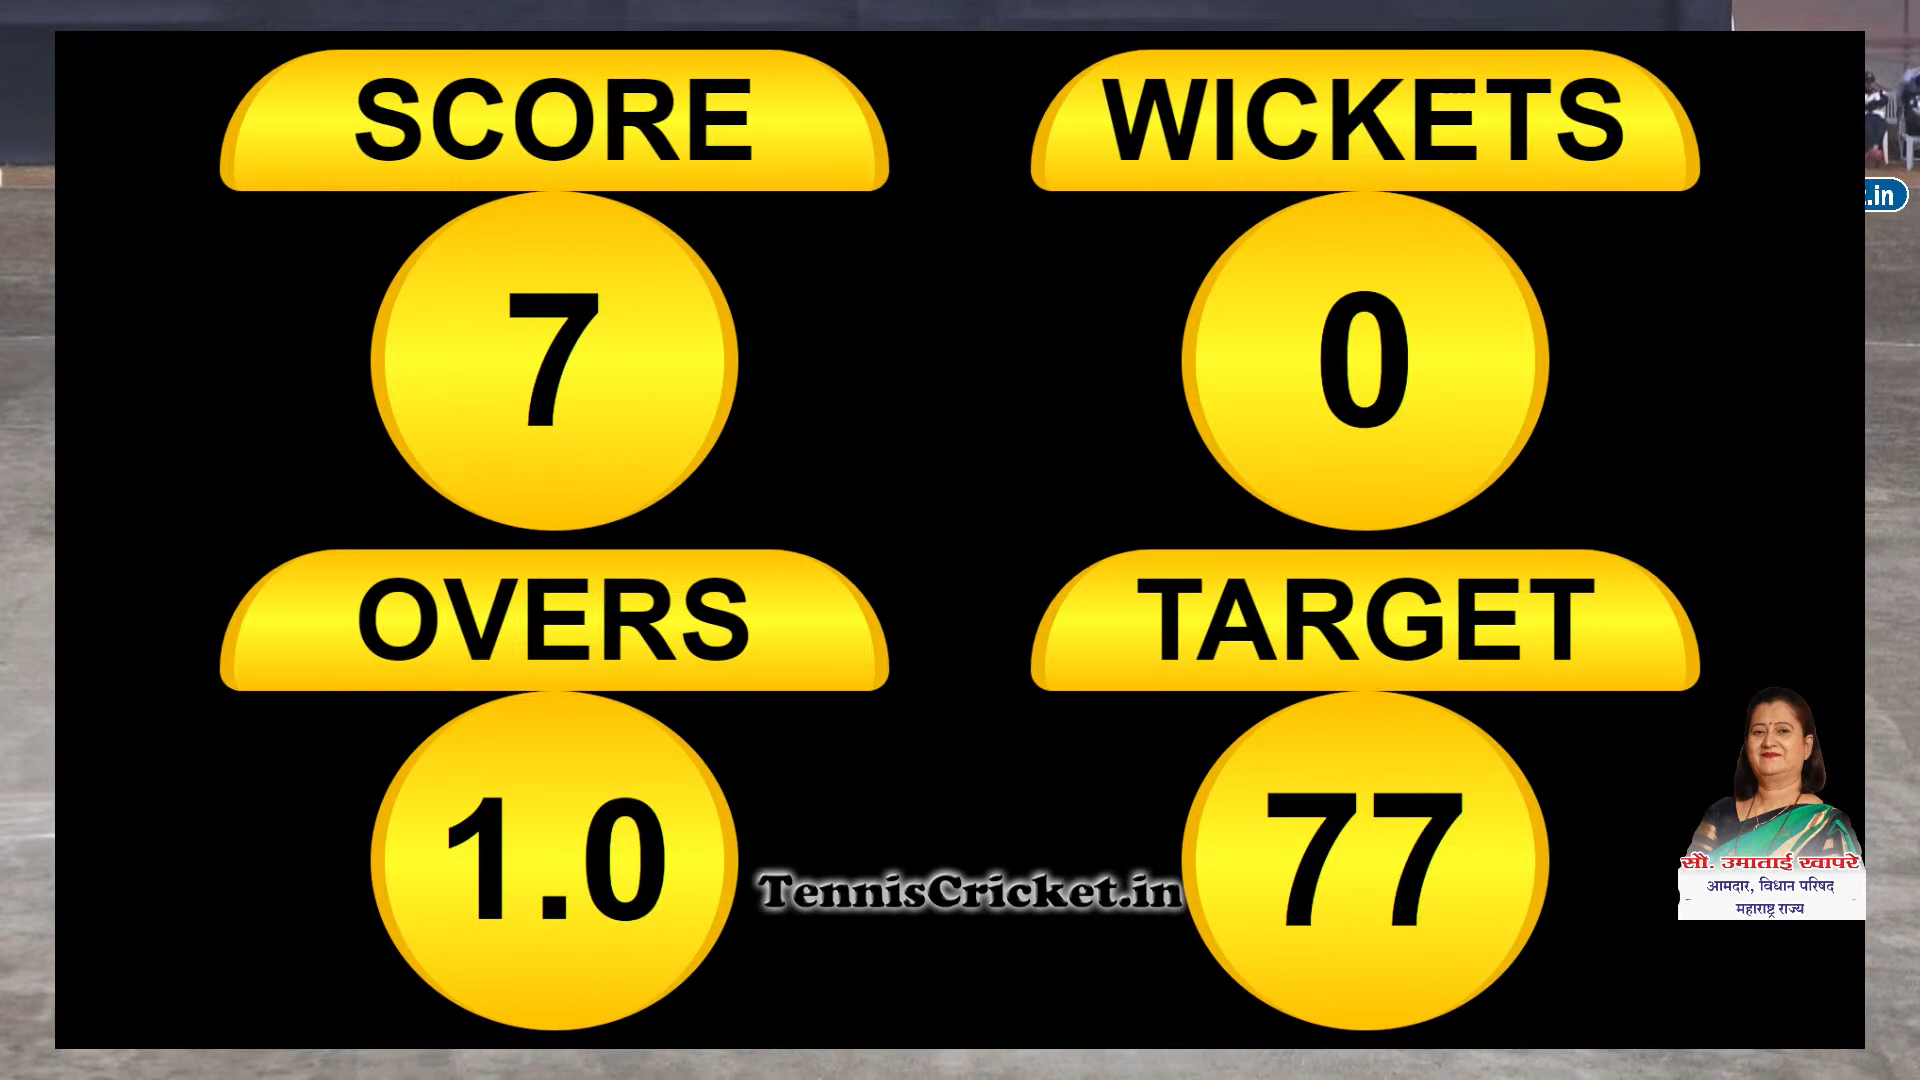 SCORE
WICKETS
7
0
OVERS
TARGET
1.0
77
TennisCricket.in
.in
सौ. उमाताई खापरे
आमदार, विधान परिषद
महाराष्ट्र राज्य